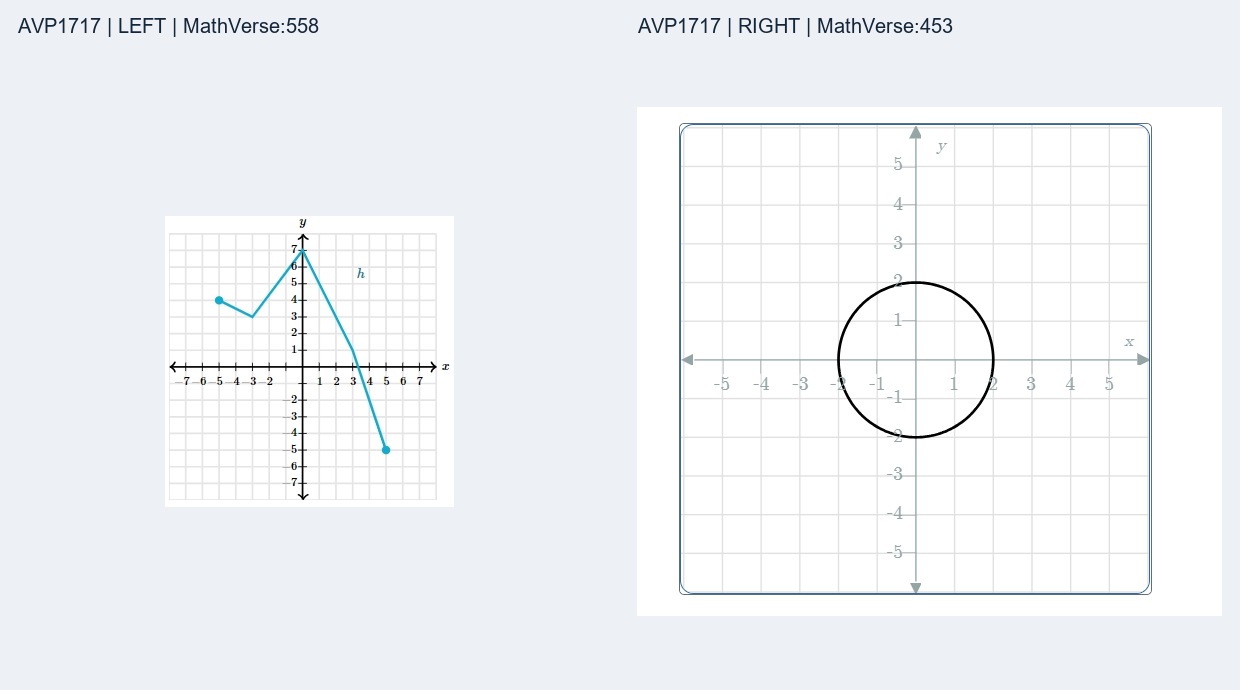 AVP1717 | LEFT | MathVerse:558
AVP1717 | RIGHT | MathVerse:453
y
7
6
5
4
3
2
1
h
x
-7 -6 -5 -4 -3 -2 1 2 3 4 5 6 7
-2
-3
-4
-5
-6
-7
y
5
4
3
2
1
x
-5 -4 -3 -2 -1 1 2 3 4 5
-1
-2
-3
-4
-5